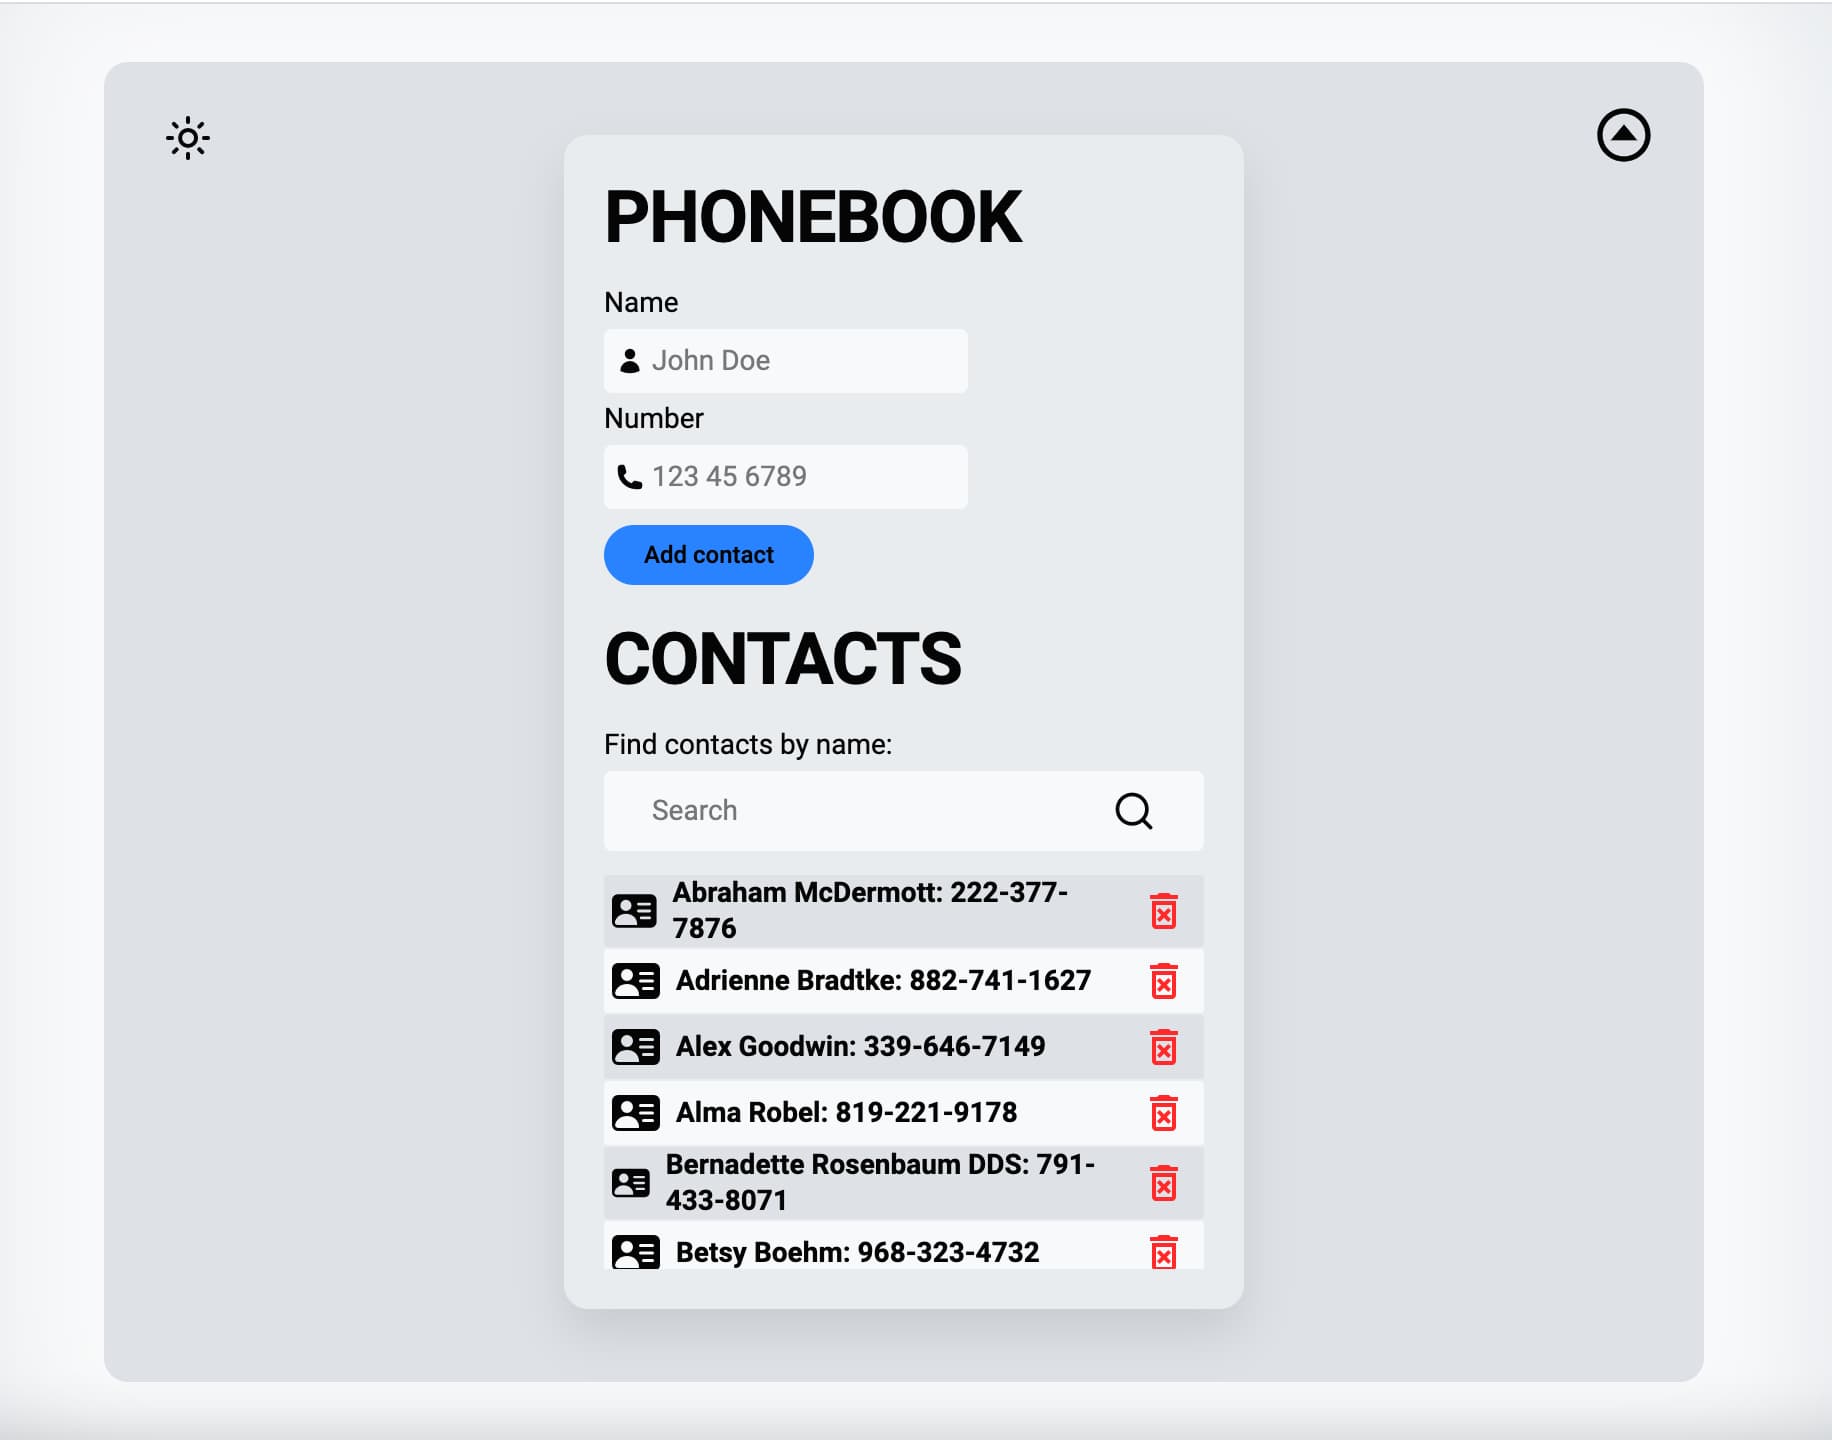 PHONEBOOK
Name
John Doe
Number
123 45 6789
Add contact
CONTACTS
Find contacts by name:
Search
Abraham McDermott: 222-377-
7876
Adrienne Bradtke: 882-741-1627
Alex Goodwin: 339-646-7149
Alma Robel: 819-221-9178
Bernadette Rosenbaum DDS: 791-
433-8071
Betsy Boehm: 968-323-4732